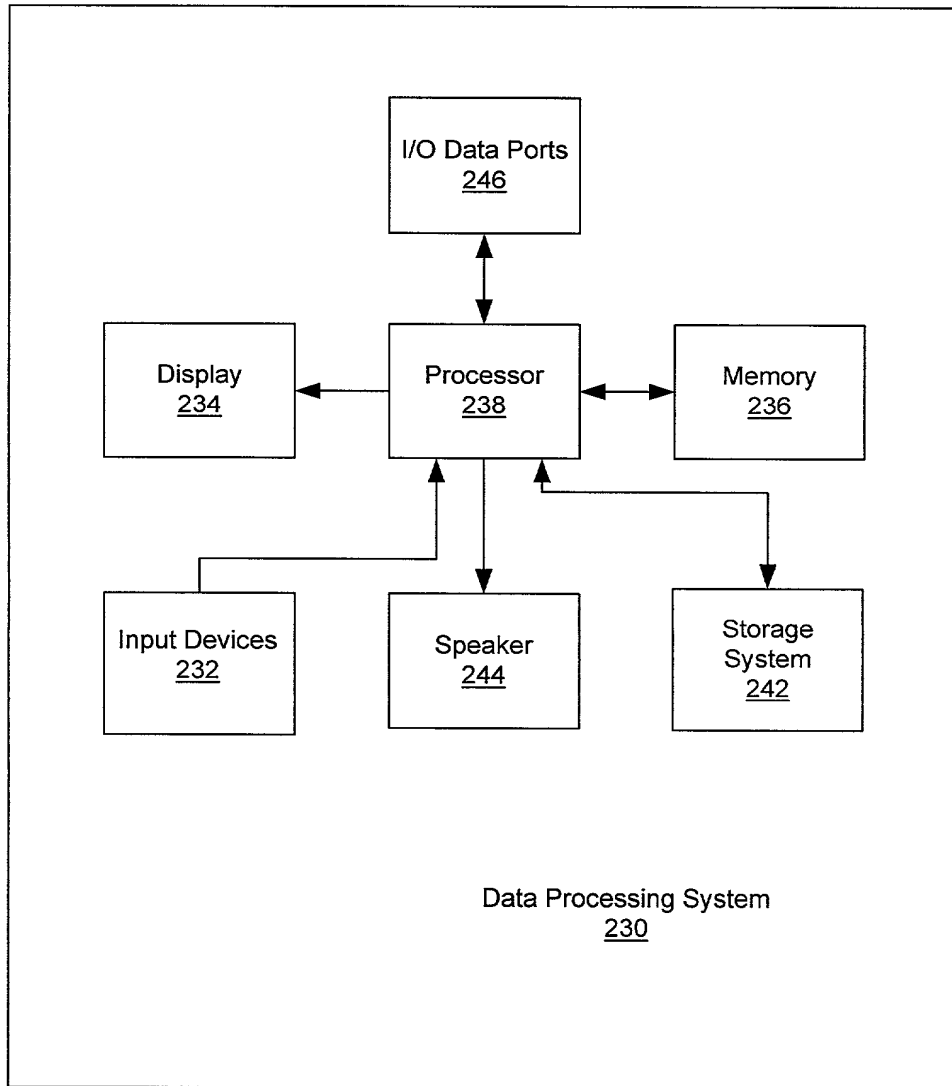 I/O Data Ports
246
Display
234
Processor
238
Memory
236
Input Devices
232
Speaker
244
Storage
System
242
Data Processing System
230